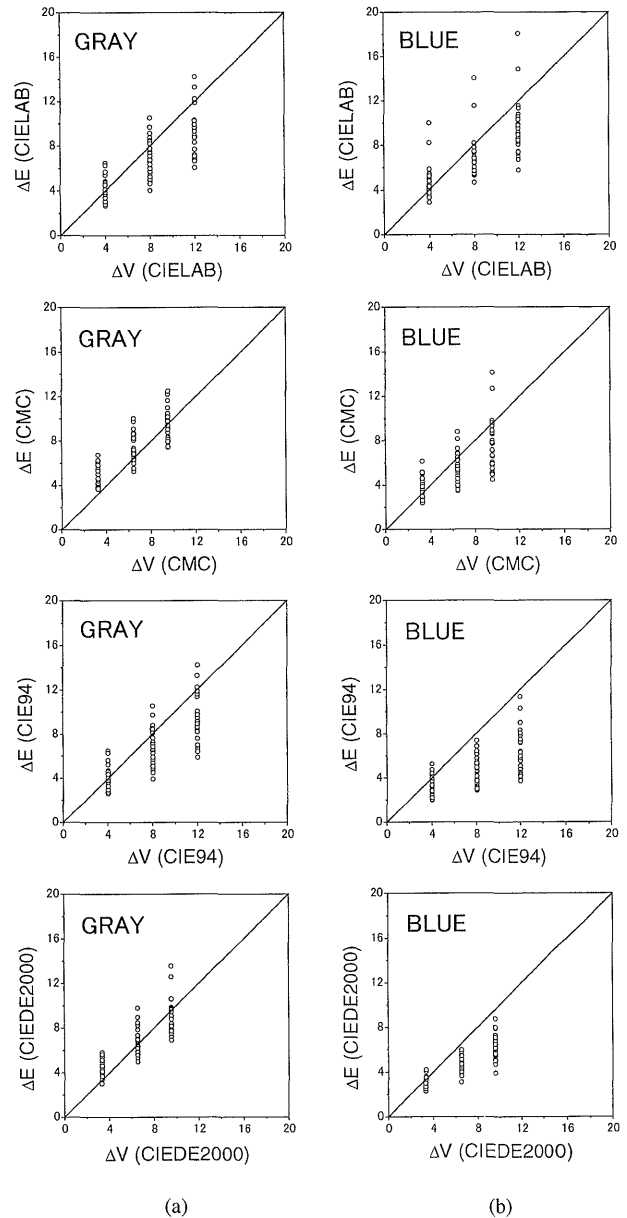 20
16
12
8
4
0
GRAY
ΔE (CIELAB)
0 4 8 12 16 20
ΔV (CIELAB)
20
16
12
8
4
0
BLUE
ΔE (CIELAB)
0 4 8 12 16 20
ΔV (CIELAB)
20
16
12
8
4
0
GRAY
ΔE (CMC)
0 4 8 12 16 20
ΔV (CMC)
20
16
12
8
4
0
BLUE
ΔE (CMC)
0 4 8 12 16 20
ΔV (CMC)
20
16
12
8
4
0
GRAY
ΔE (CIE94)
0 4 8 12 16 20
ΔV (CIE94)
20
16
12
8
4
0
BLUE
ΔE (CIE94)
0 4 8 12 16 20
ΔV (CIE94)
20
16
12
8
4
0
GRAY
ΔE (CIEDE2000)
0 4 8 12 16 20
ΔV (CIEDE2000)
20
16
12
8
4
0
BLUE
ΔE (CIEDE2000)
0 4 8 12 16 20
ΔV (CIEDE2000)
(a)
(b)